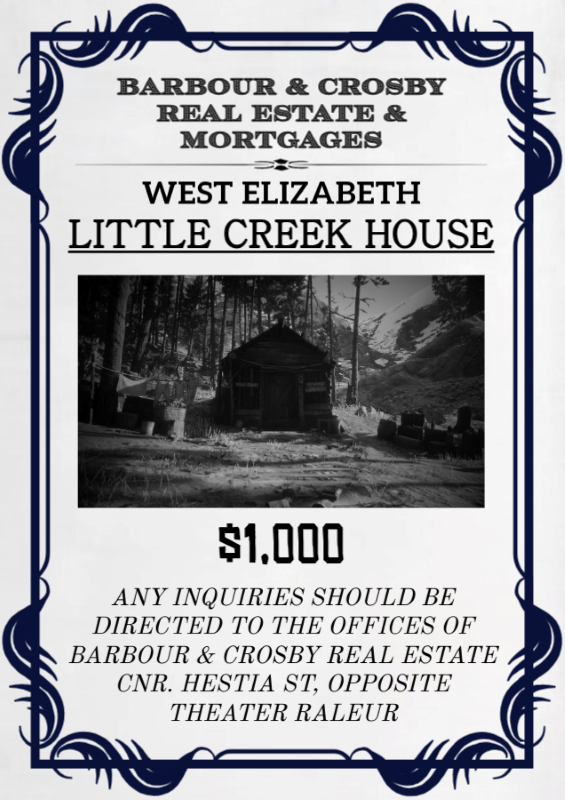 BARBOUR & CROSBY
REAL ESTATE &
MORTGAGES
WEST ELIZABETH
LITTLE CREEK HOUSE
$1,000
ANY INQUIRIES SHOULD BE
DIRECTED TO THE OFFICES OF
BARBOUR & CROSBY REAL ESTATE
CNR. HESTIA ST, OPPOSITE
THEATER RALEUR